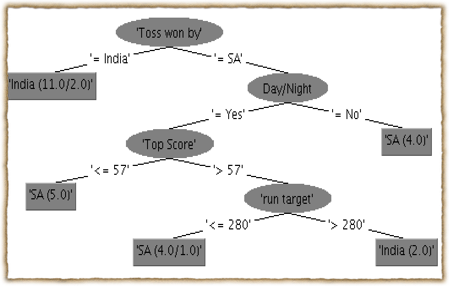 'Toss won by'
'= India' '= SA'
'India (11.0/2.0)' Day/Night
'= Yes' '= No'
'Top Score' 'SA (4.0)'
'<= 57' '> 57'
'SA (5.0)' 'run target'
'<= 280' '> 280'
'SA (4.0/1.0)' 'India (2.0)'